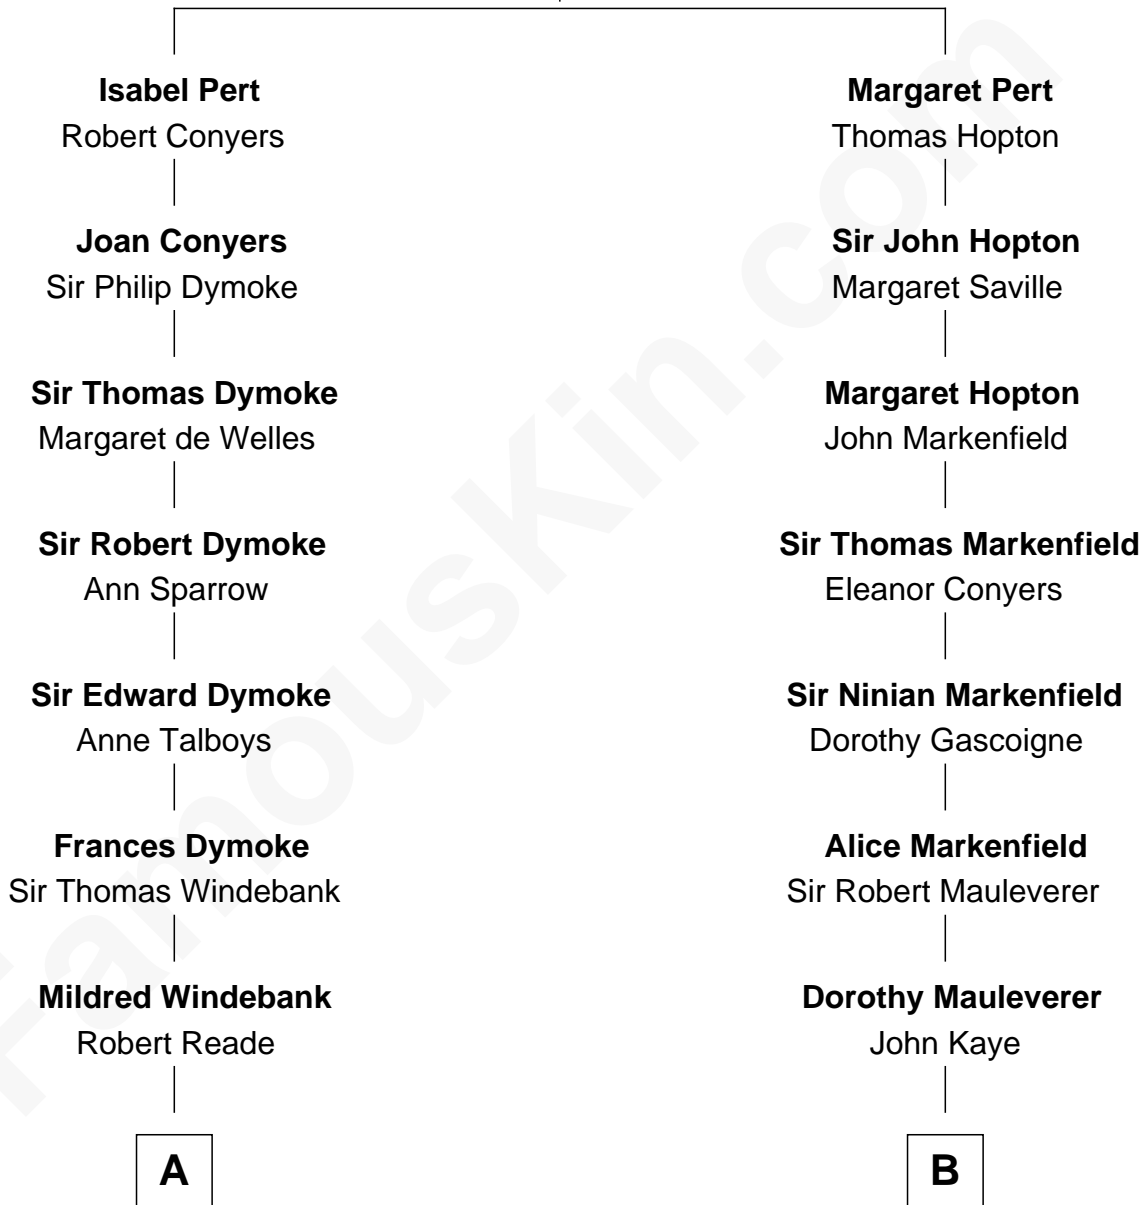 Isabel Pert
Robert Conyers
Joan Conyers
Sir Philip Dymoke
Sir Thomas Dymoke
Margaret de Welles
Sir Robert Dymoke
Ann Sparrow
Sir Edward Dymoke
Anne Talboys
Frances Dymoke
Sir Thomas Windebank
Mildred Windebank
Robert Reade
A
Margaret Pert
Thomas Hopton
Sir John Hopton
Margaret Saville
Margaret Hopton
John Markenfield
Sir Thomas Markenfield
Eleanor Conyers
Sir Ninian Markenfield
Dorothy Gascoigne
Alice Markenfield
Sir Robert Mauleverer
Dorothy Mauleverer
John Kaye
B
FamousKin.com